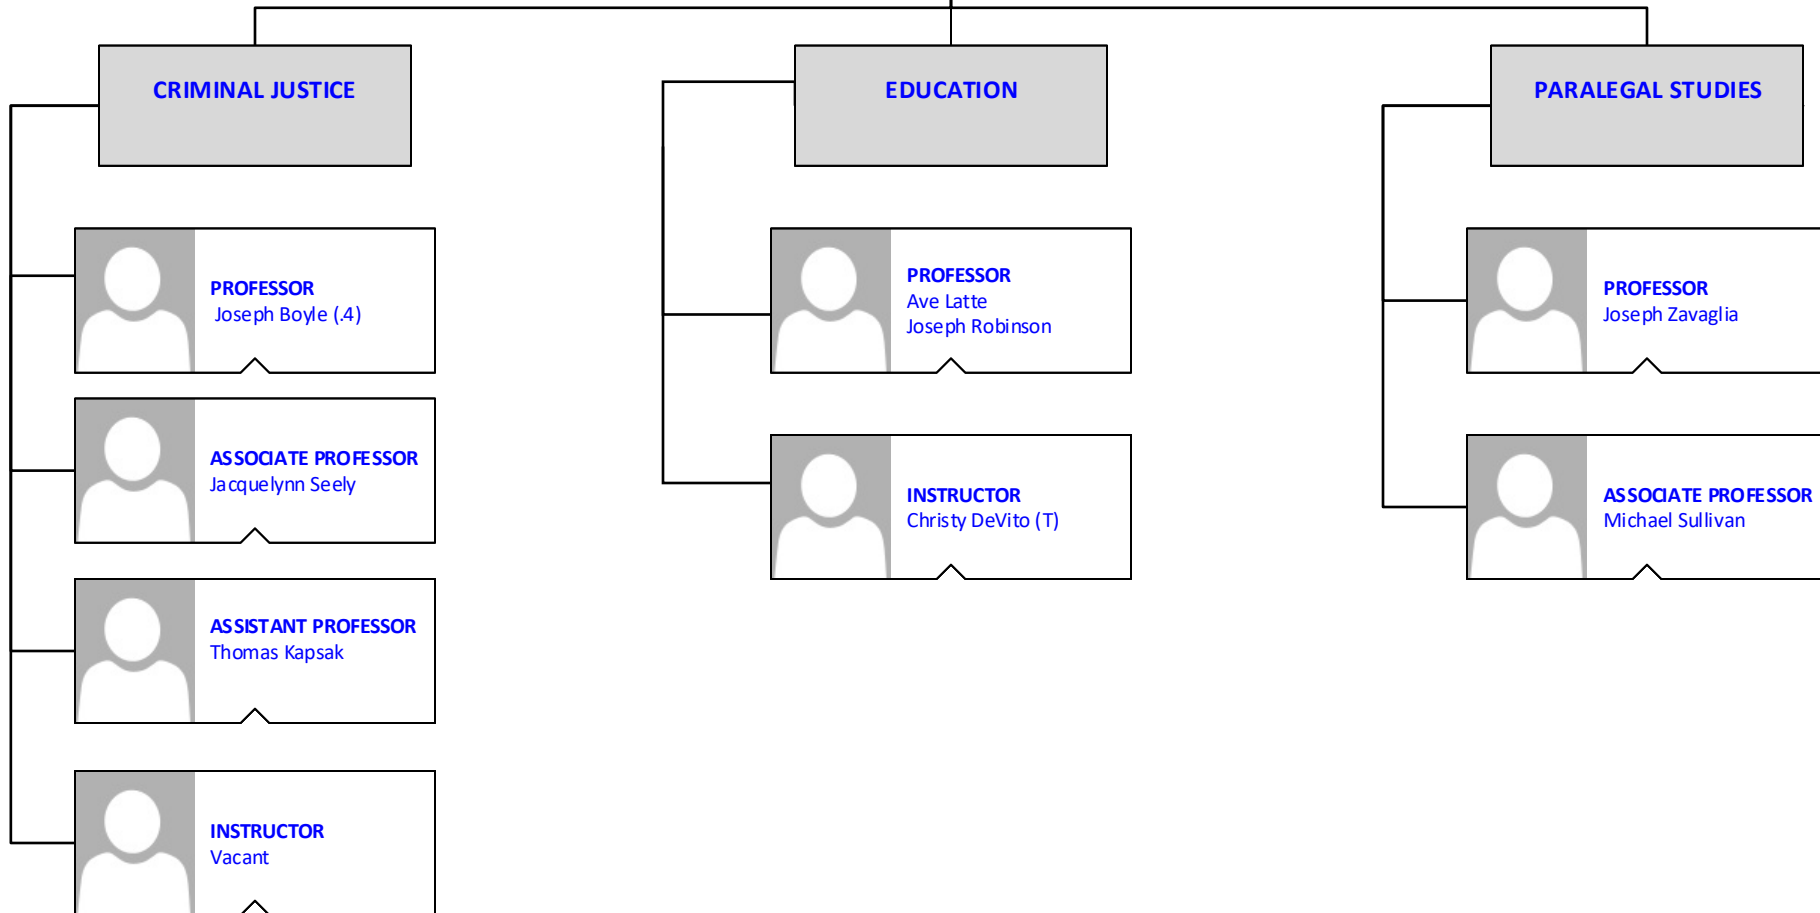 CRIMINAL JUSTICE
PROFESSOR
Joseph Boyle (.4)
ASSOCIATE PROFESSOR
Jacquelynn Seely
ASSISTANT PROFESSOR
Thomas Kapsak
INSTRUCTOR
Vacant
EDUCATION
PROFESSOR
Ave Latte
Joseph Robinson
INSTRUCTOR
Christy DeVito (T)
PARALEGAL STUDIES
PROFESSOR
Joseph Zavaglia
ASSOCIATE PROFESSOR
Michael Sullivan